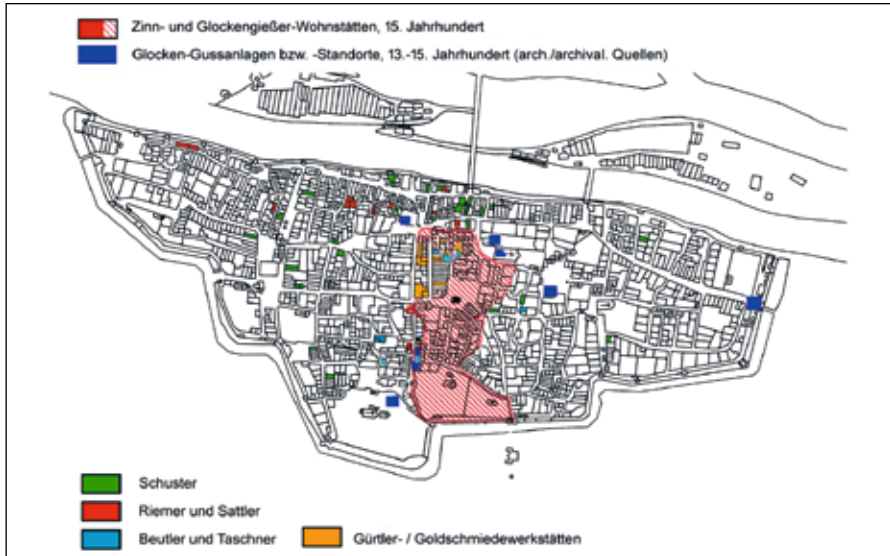 Zinn- und Glockengießer-Wohnstätten, 15. Jahrhundert
Glocken-Gussanlagen bzw. -Standorte, 13.-15. Jahrhundert (arch./archival. Quellen)
Schuster
Riemer und Sattler
Beutler und Taschner
Gürtler- / Goldschmiedewerkstätten